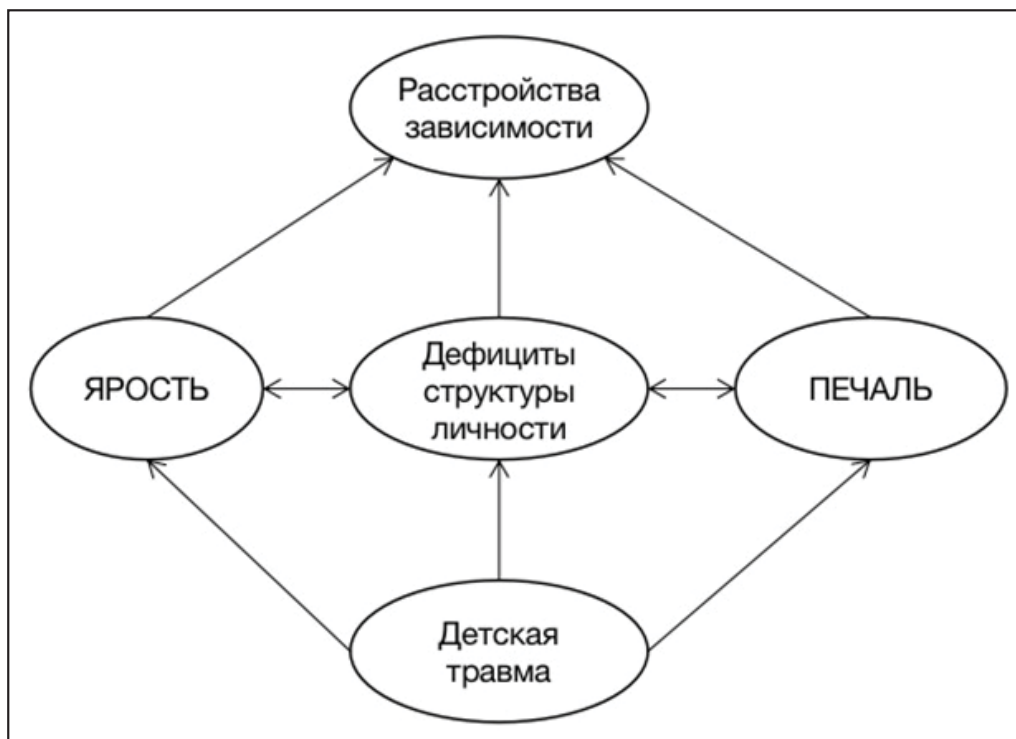 Расстройства
зависимости
ЯРОСТЬ
Дефициты
структуры
личности
ПЕЧАЛЬ
Детская
травма